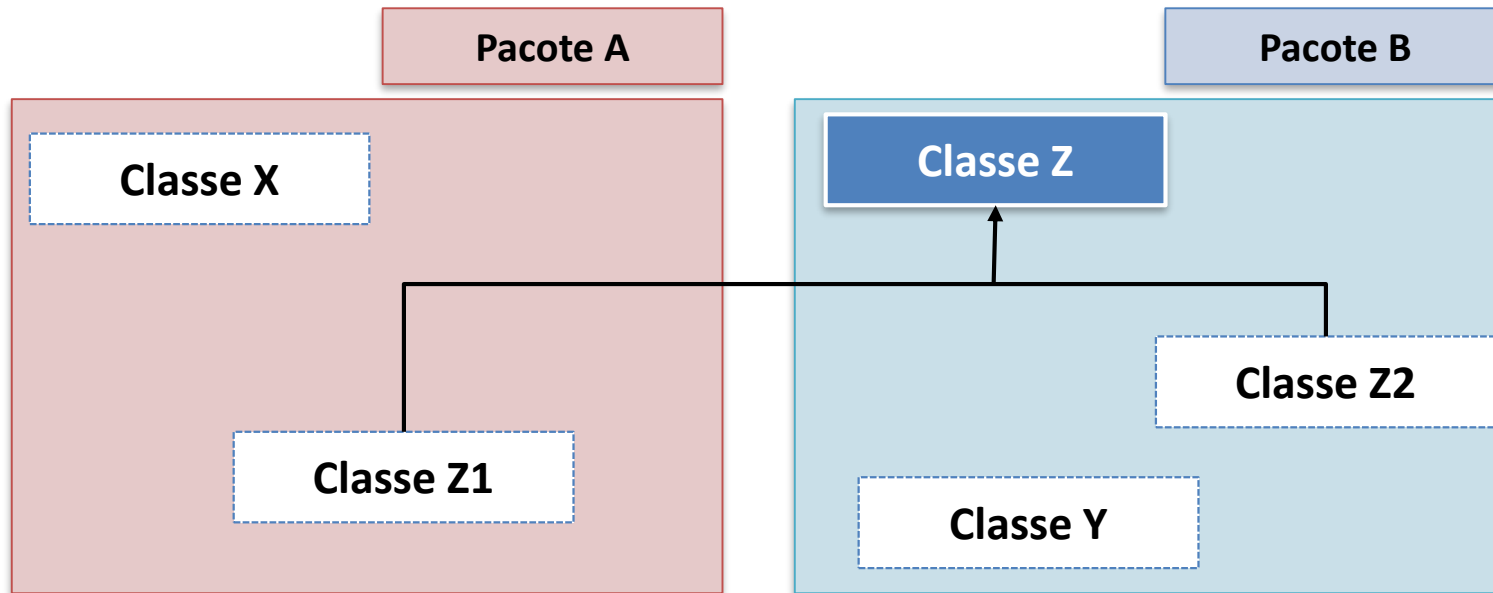 Pacote A
Pacote B
Classe X
Classe Z
Classe Z2
Classe Z1
Classe Y